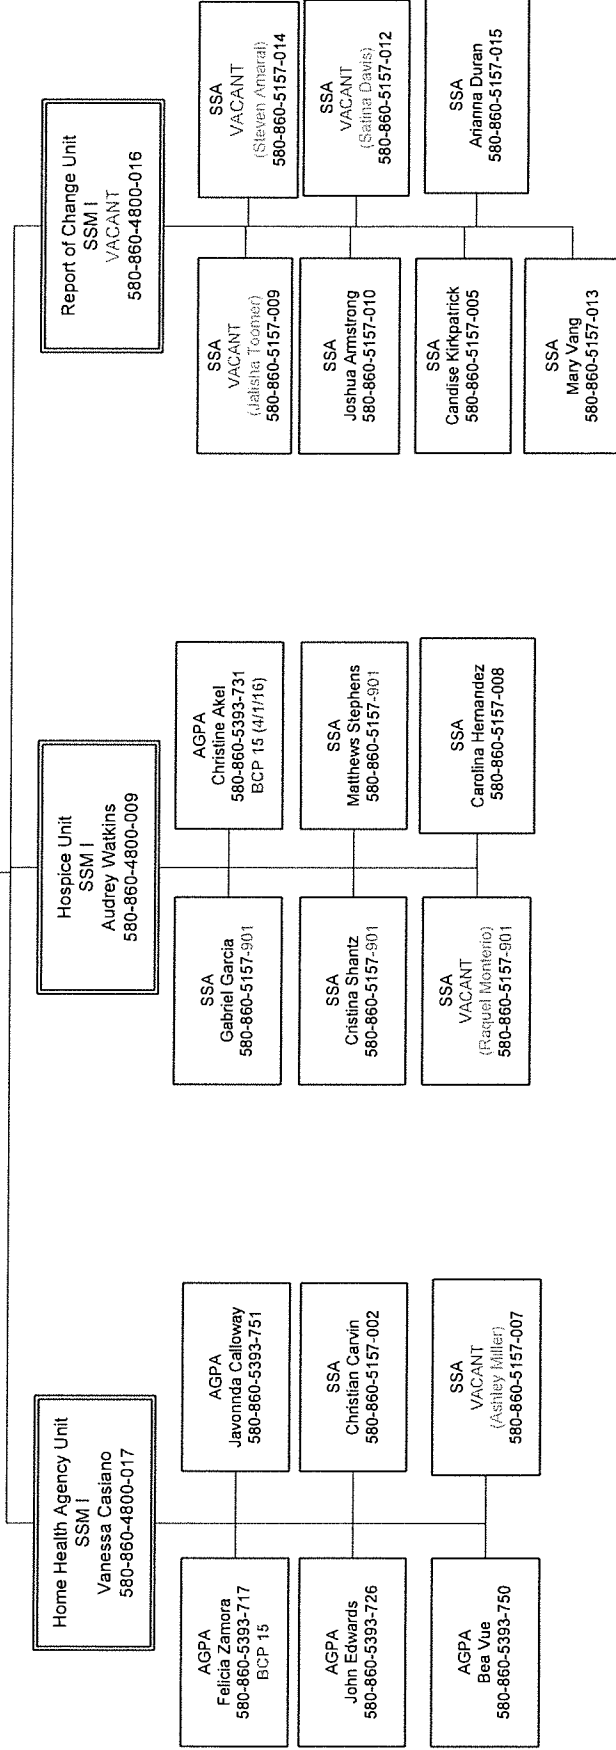 Home Health Agency Unit
SSM I
Vanessa Casiano
580-860-4800-017
AGPA
Felicia Zamora
580-860-5393-717
BCP 15
AGPA
Javonnda Calloway
580-860-5393-751
AGPA
John Edwards
580-860-5393-726
SSA
Christian Carvin
580-860-5157-002
AGPA
Bea Vue
580-860-5393-750
SSA
VACANT
(Ashley Miller)
580-860-5157-007
Hospice Unit
SSM I
Audrey Watkins
580-860-4800-009
SSA
Gabriel Garcia
580-860-5157-901
AGPA
Christine Akel
580-860-5393-731
BCP 15 (4/1/16)
SSA
Cristina Shantz
580-860-5157-901
SSA
Matthews Stephens
580-860-5157-901
SSA
VACANT
(Raquel Monterio)
580-860-5157-901
SSA
Carolina Hernandez
580-860-5157-008
Report of Change Unit
SSM I
VACANT
580-860-4800-016
SSA
VACANT
(Jalisha Toomer)
580-860-5157-009
SSA
VACANT
(Steven Amaral)
580-860-5157-014
SSA
Joshua Armstrong
580-860-5157-010
SSA
VACANT
(Satina Davis)
580-860-5157-012
SSA
Candise Kirkpatrick
580-860-5157-005
SSA
Arianna Duran
580-860-5157-015
SSA
Mary Vang
580-860-5157-013